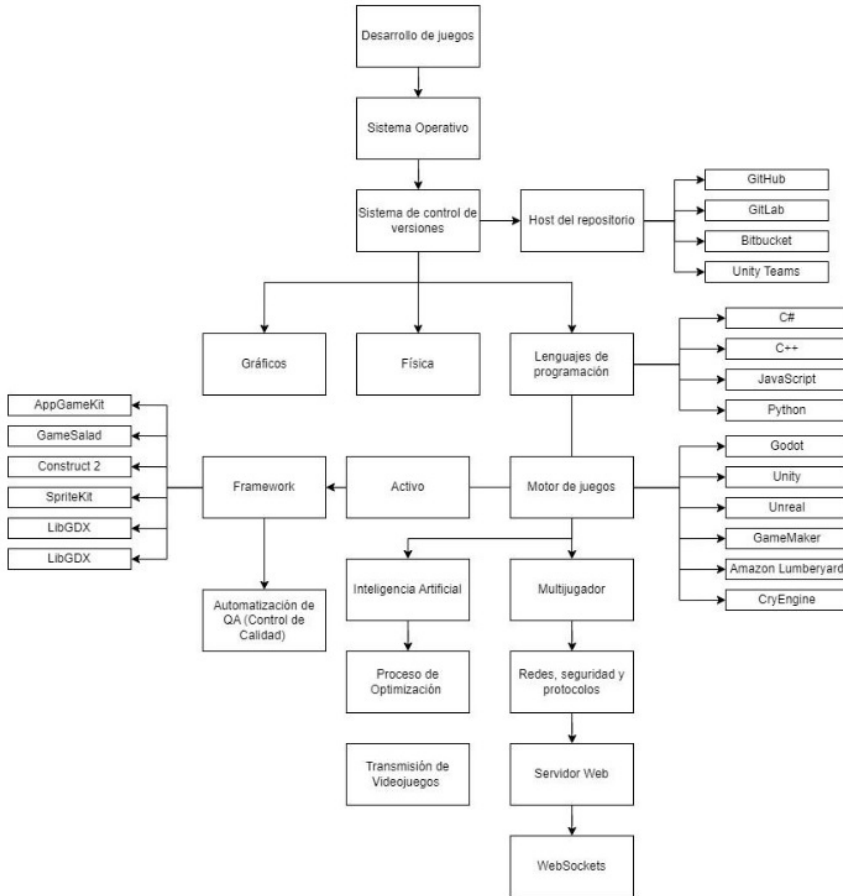 Desarrollo de juegos
Sistema Operativo
Sistema de control de
versiones
Host del repositorio
GitHub
GitLab
Bitbucket
Unity Teams
Gráficos
Física
Lenguajes de
programación
C#
C++
JavaScript
Python
AppGameKit
GameSalad
Construct 2
SpriteKit
LibGDX
LibGDX
Framework
Activo
Motor de juegos
Godot
Unity
Unreal
GameMaker
Amazon Lumberyard
CryEngine
Automatización de
QA (Control de
Calidad)
Inteligencia Artificial
Multijugador
Proceso de
Optimización
Redes, seguridad y
protocolos
Transmisión de
Videojuegos
Servidor Web
WebSockets